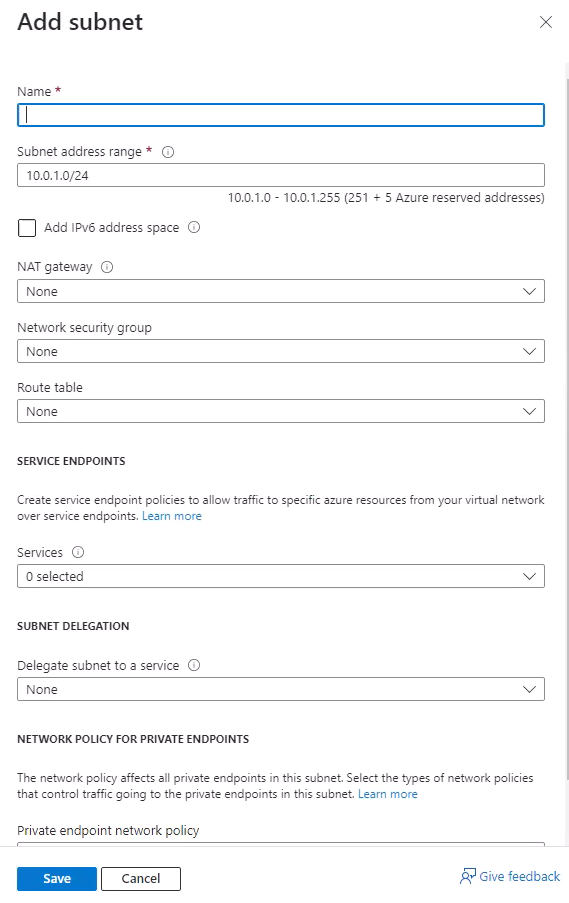 Add subnet
Name *
Subnet address range *
10.0.1.0/24
10.0.1.0 - 10.0.1.255 (251 + 5 Azure reserved addresses)
Add IPv6 address space
NAT gateway
None
Network security group
None
Route table
None
SERVICE ENDPOINTS
Create service endpoint policies to allow traffic to specific azure resources from your virtual network
over service endpoints. Learn more
Services
0 selected
SUBNET DELEGATION
Delegate subnet to a service
None
NETWORK POLICY FOR PRIVATE ENDPOINTS
The network policy affects all private endpoints in this subnet. Select the types of network policies
that control traffic going to the private endpoints in this subnet. Learn more
Private endpoint network policy
Save
Cancel
Give feedback